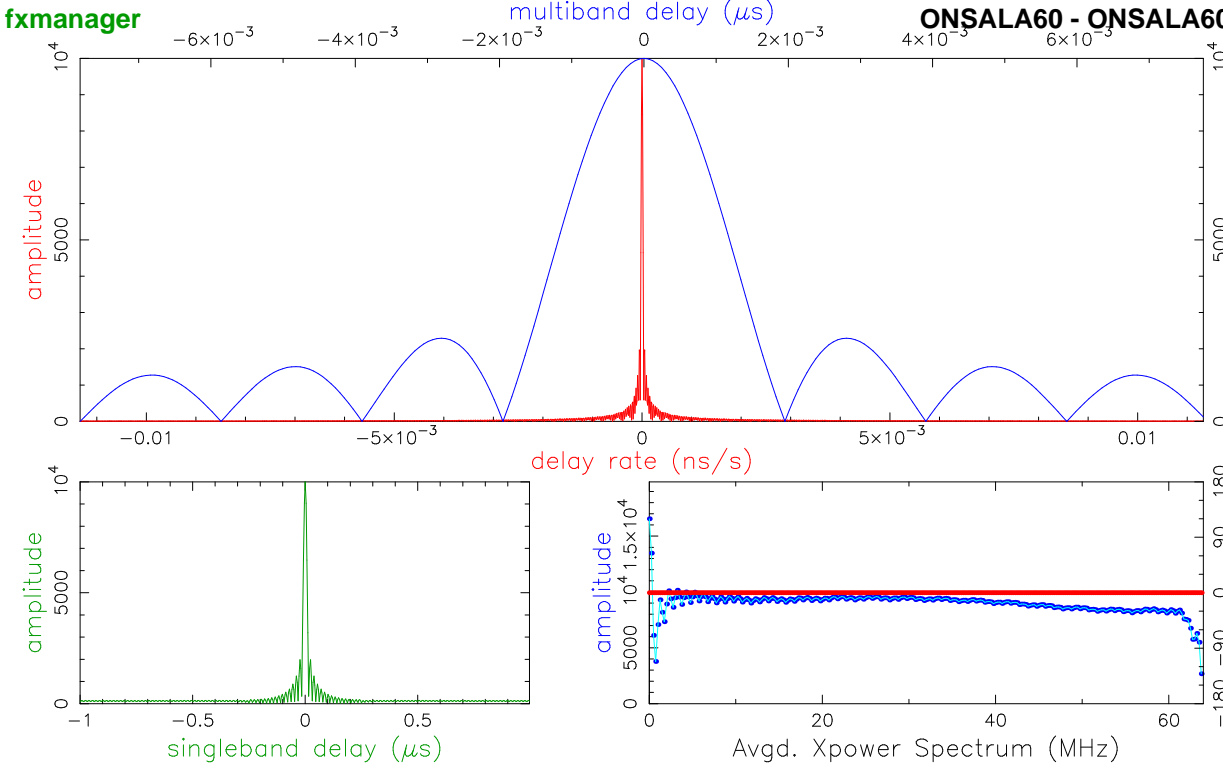 fxmanager
multiband delay (μs)
ONSALA60 - ONSALA60
−6×10⁻³ −4×10⁻³ −2×10⁻³ 0 2×10⁻³ 4×10⁻³ 6×10⁻³
10⁴ 10⁴
amplitude
5000 5000
0 0
−0.01 −5×10⁻³ 0 5×10⁻³ 0.01
delay rate (ns/s)
amplitude
10⁴
5000
0
−1 −0.5 0 0.5
singleband delay (μs)
amplitude
1.5×10⁴
10⁴
5000
0
180
90
0
−90
−180
0 20 40 60
Avgd. Xpower Spectrum (MHz)